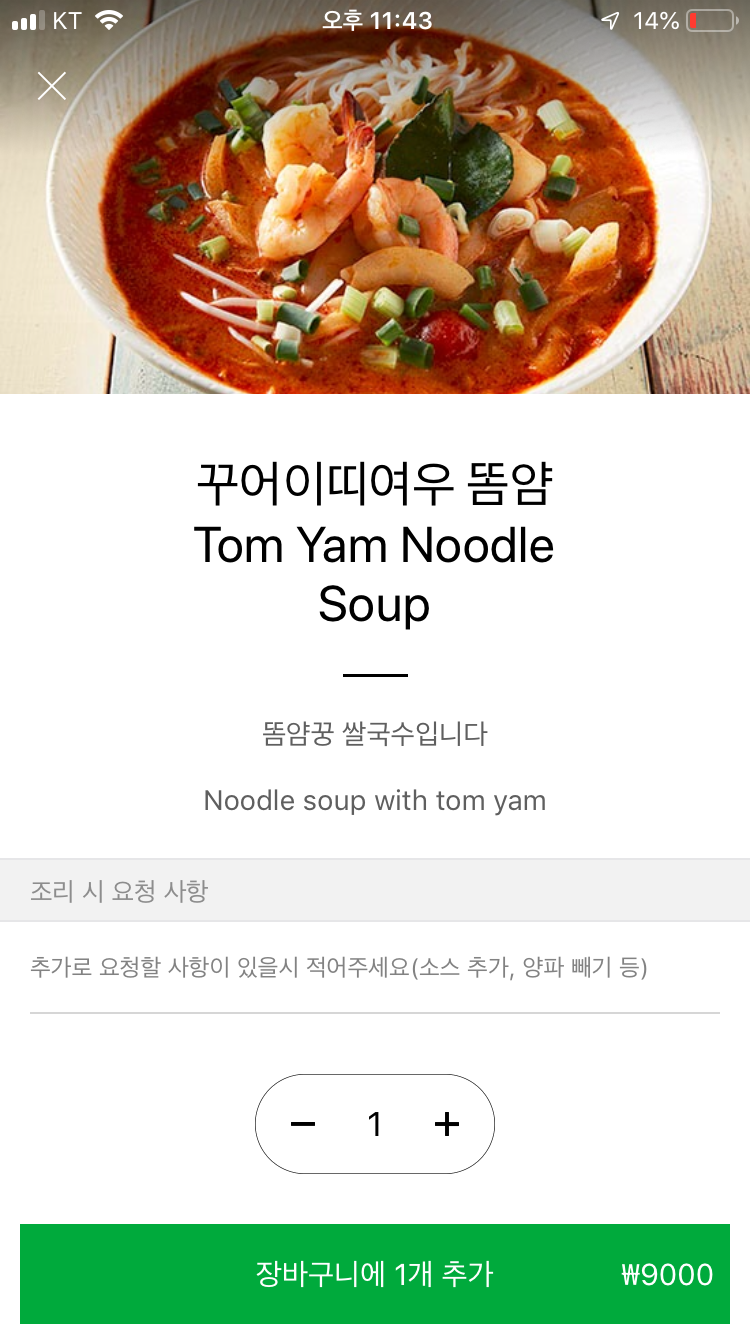 KT 오후 11:43 14%
꾸어이띠여우 똠얌
Tom Yam Noodle
Soup
똠얌꿍 쌀국수입니다
Noodle soup with tom yam
조리 시 요청 사항
추가로 요청할 사항이 있을시 적어주세요(소스 추가, 양파 빼기 등)
− 1 +
장바구니에 1개 추가 ₩9000